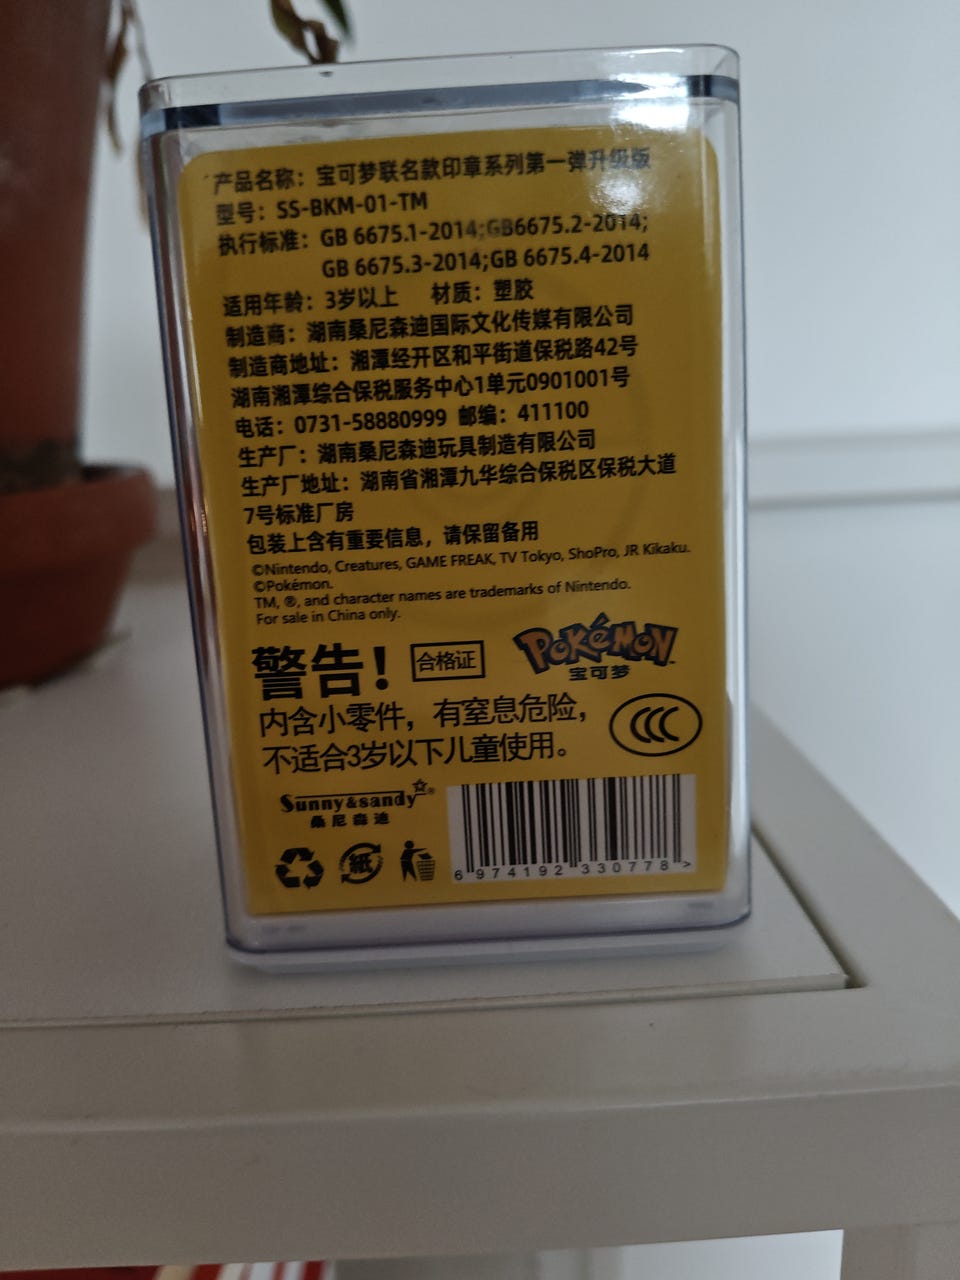 产品名称：宝可梦联名款印章系列第一弹升级版
型号：SS-BKM-01-TM
执行标准：GB 6675.1-2014;GB6675.2-2014;
GB 6675.3-2014;GB 6675.4-2014
适用年龄：3岁以上 材质：塑胶
制造商：湖南桑尼森迪国际文化传媒有限公司
制造商地址：湘潭经开区和平街道保税路42号
湖南湘潭综合保税服务中心1单元0901001号
电话：0731-58880999 邮编：411100
生产厂：湖南桑尼森迪玩具制造有限公司
生产厂地址：湖南省湘潭九华综合保税区保税大道
7号标准厂房
包装上含有重要信息，请保留备用
©Nintendo, Creatures, GAME FREAK, TV Tokyo, ShoPro, JR Kikaku.
©Pokémon.
TM, ®, and character names are trademarks of Nintendo.
For sale in China only.
警告！ 合格证 POKéMON
宝可梦
内含小零件，有窒息危险，
不适合3岁以下儿童使用。
CCC
Sunny&sandy®
桑尼森迪
紙
6 974192 330778 >